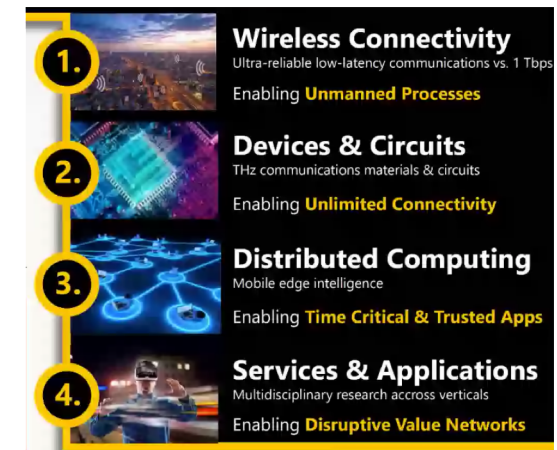 1.
Wireless Connectivity
Ultra-reliable low-latency communications vs. 1 Tbps
Enabling Unmanned Processes
2.
Devices & Circuits
THz communications materials & circuits
Enabling Unlimited Connectivity
3.
Distributed Computing
Mobile edge intelligence
Enabling Time Critical & Trusted Apps
4.
Services & Applications
Multidisciplinary research accross verticals
Enabling Disruptive Value Networks